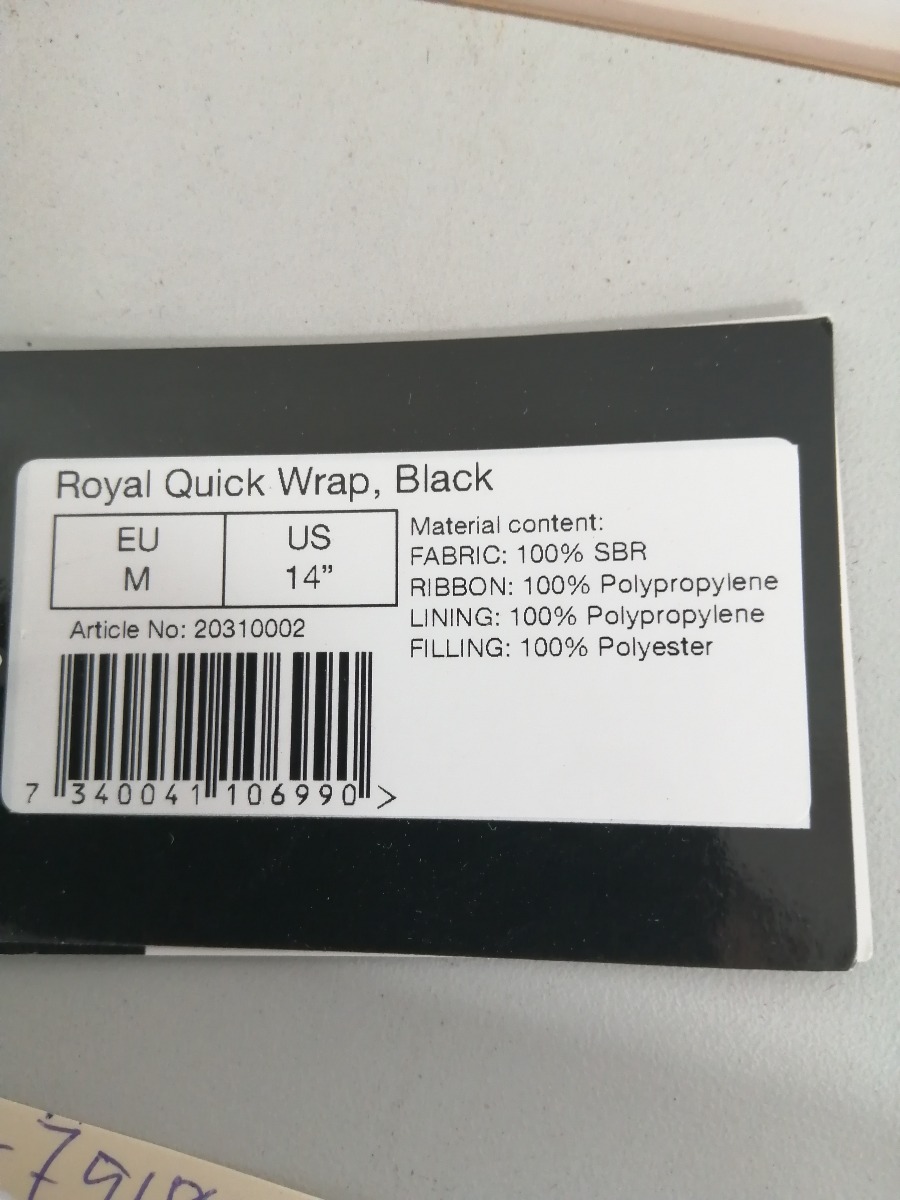 Royal Quick Wrap, Black
EU US
M 14”
Article No: 20310002
Material content:
FABRIC: 100% SBR
RIBBON: 100% Polypropylene
LINING: 100% Polypropylene
FILLING: 100% Polyester
7 340041 106990 >